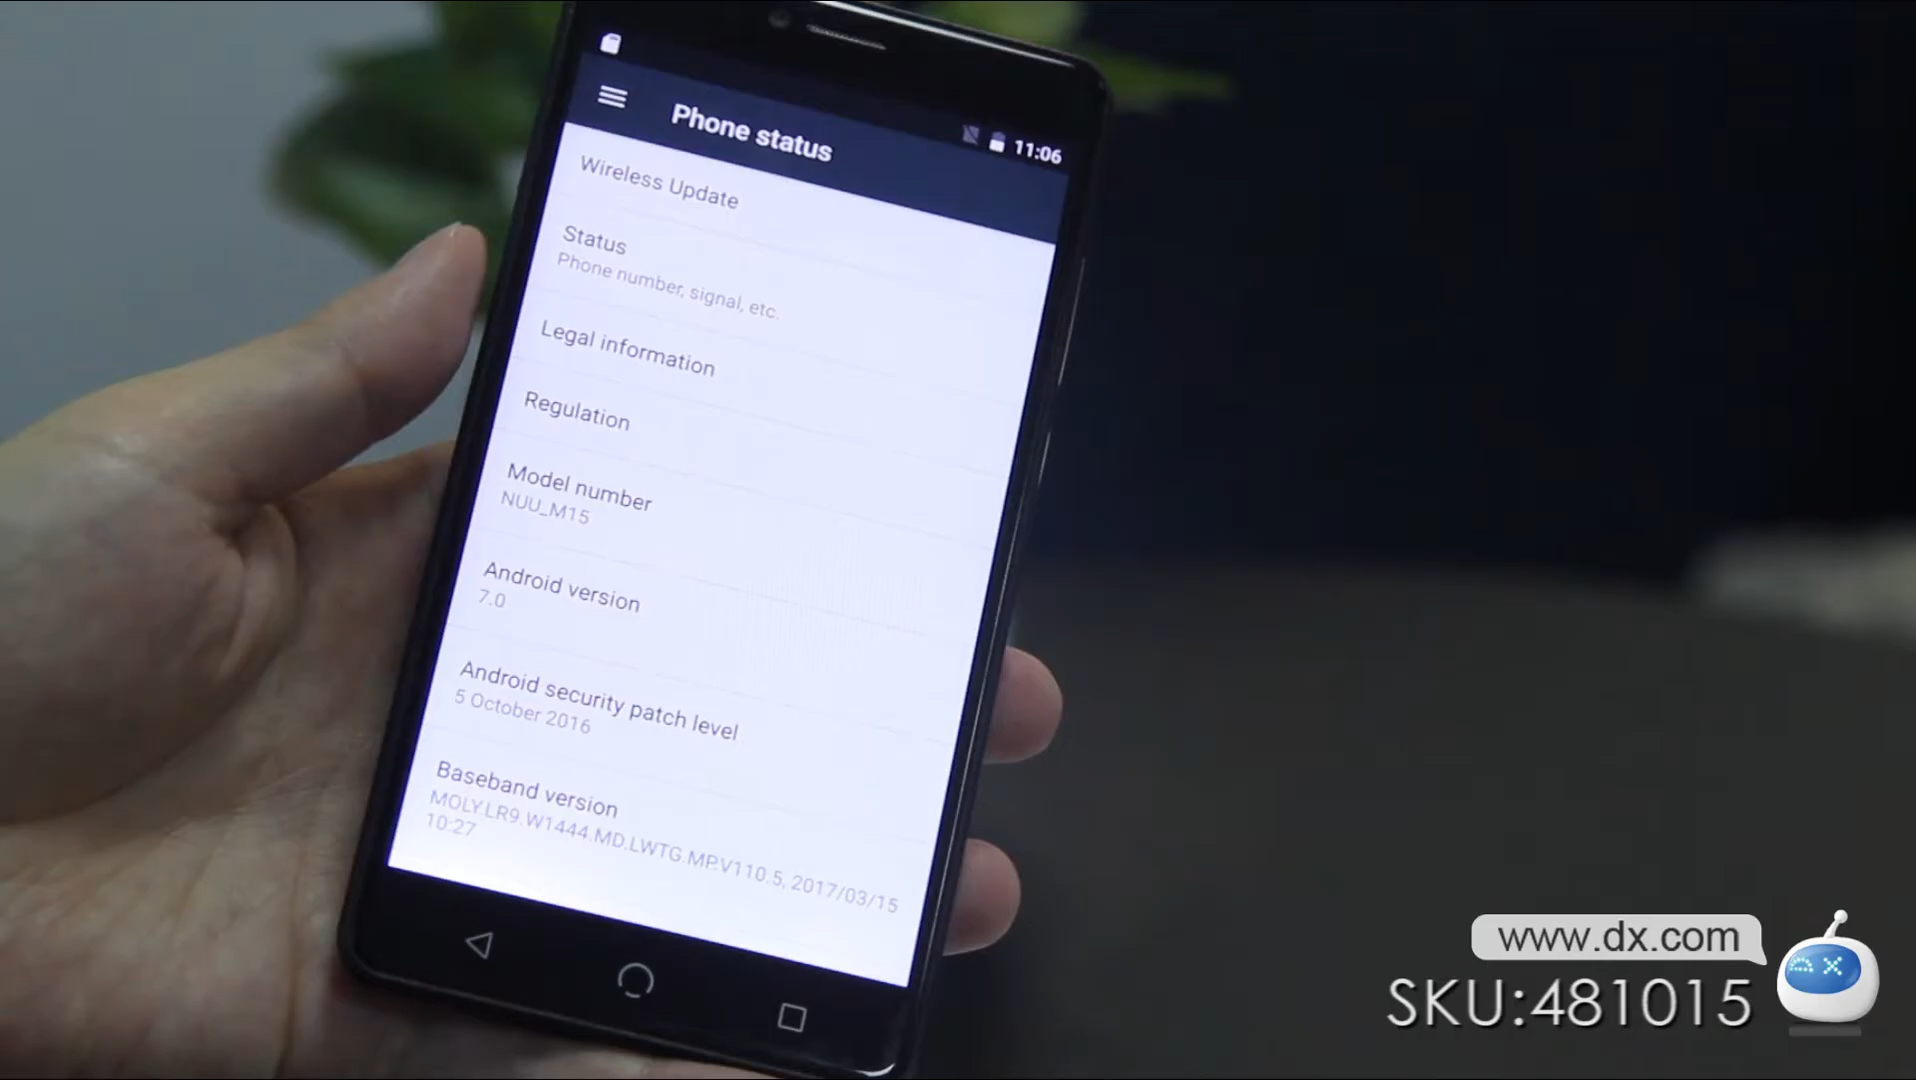 11:06
Phone status
Wireless Update
Status
Phone number, signal, etc.
Legal information
Regulation
Model number
NUU_M15
Android version
7.0
Android security patch level
5 October 2016
Baseband version
MOLY.LR9.W1444.MD.LWTG.MP.V110.5, 2017/03/15
10:27
www.dx.com
SKU:481015